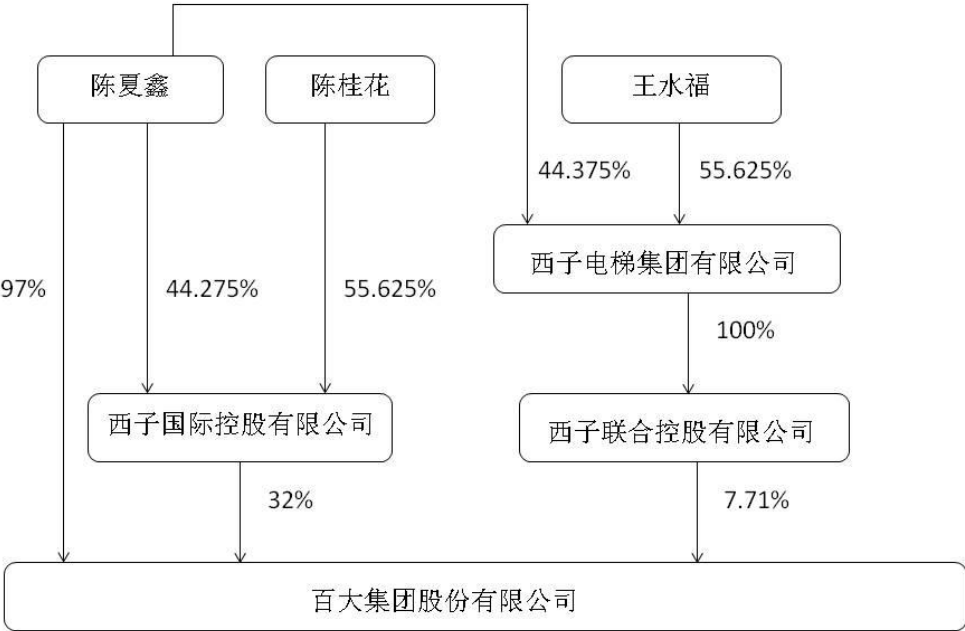 陈夏鑫
陈桂花
王水福
44.375%
55.625%
西子电梯集团有限公司
97%
44.275%
55.625%
100%
西子国际控股有限公司
西子联合控股有限公司
32%
7.71%
百大集团股份有限公司